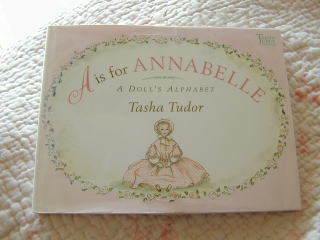 A is for ANNABELLE
A DOLL'S ALPHABET
Tasha Tudor